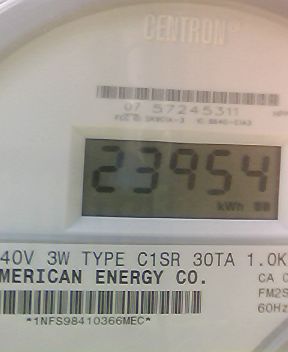 CENTRON®
07 57245311
23954
kWh
40V 3W TYPE C1SR 30TA 1.0K
MERICAN ENERGY CO.
CA
FM2S
60Hz
*1NFS98410366MEC*